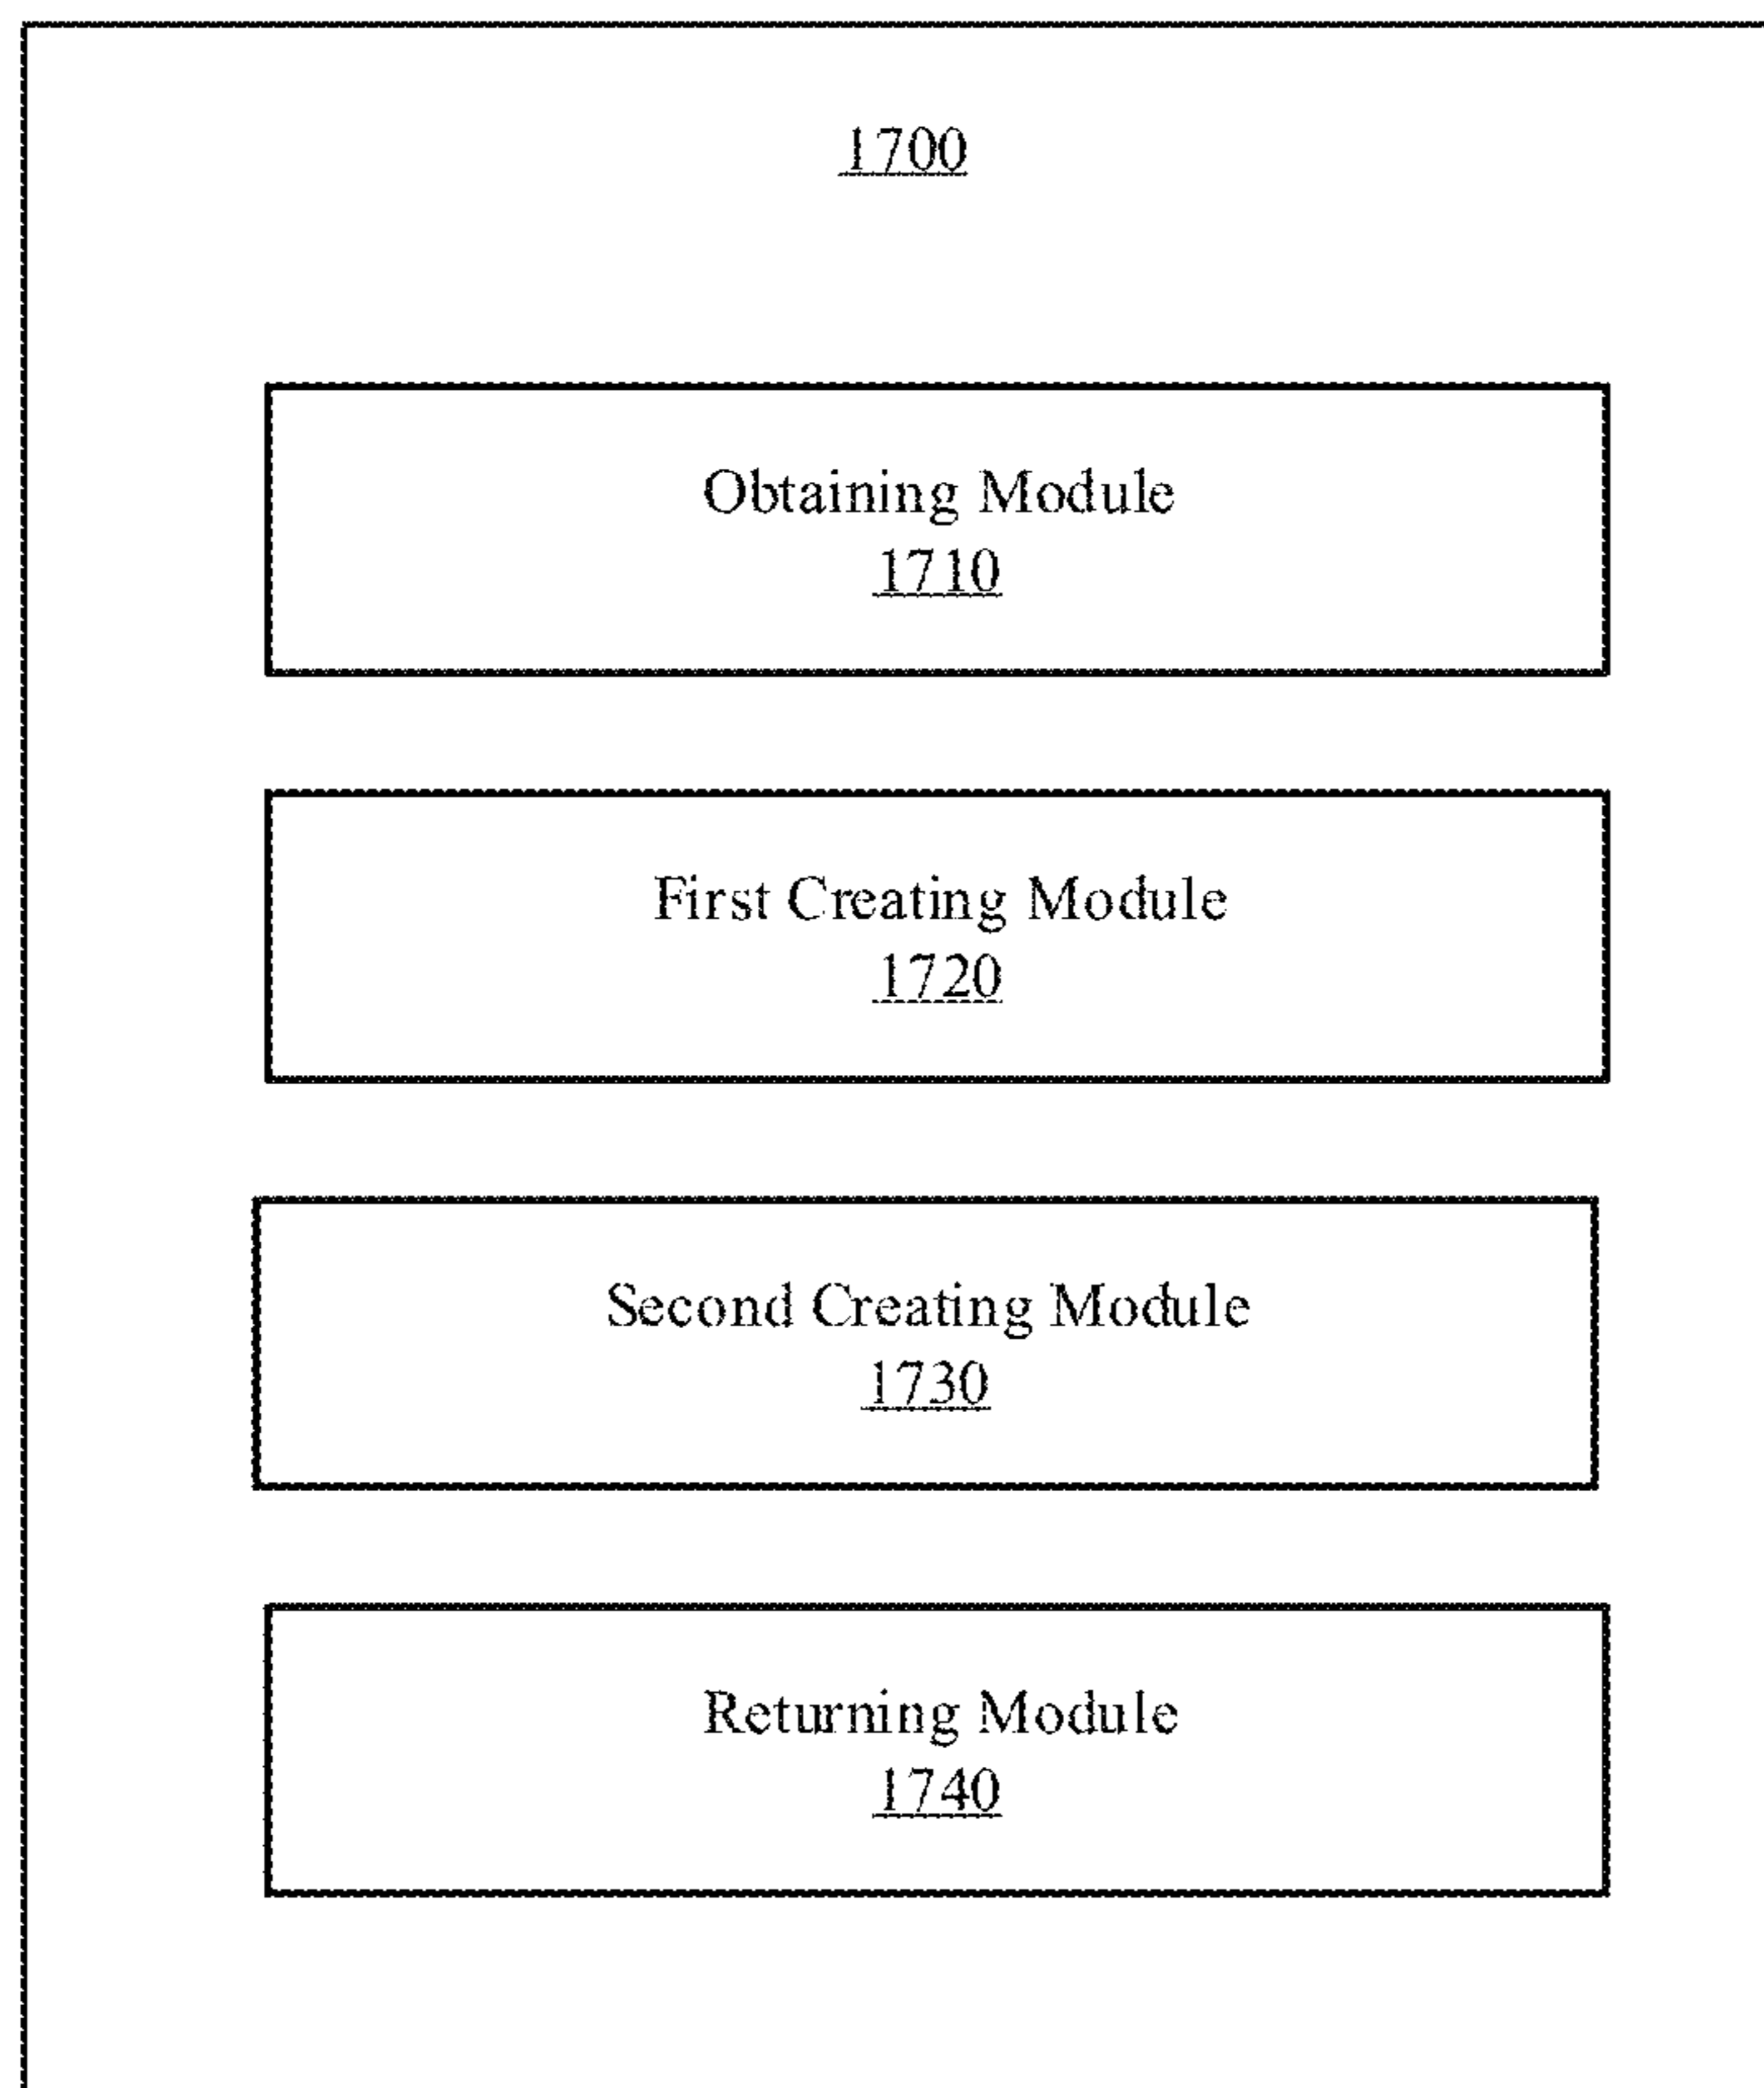 1700
Obtaining Module
1710
First Creating Module
1720
Second Creating Module
1730
Returning Module
1740